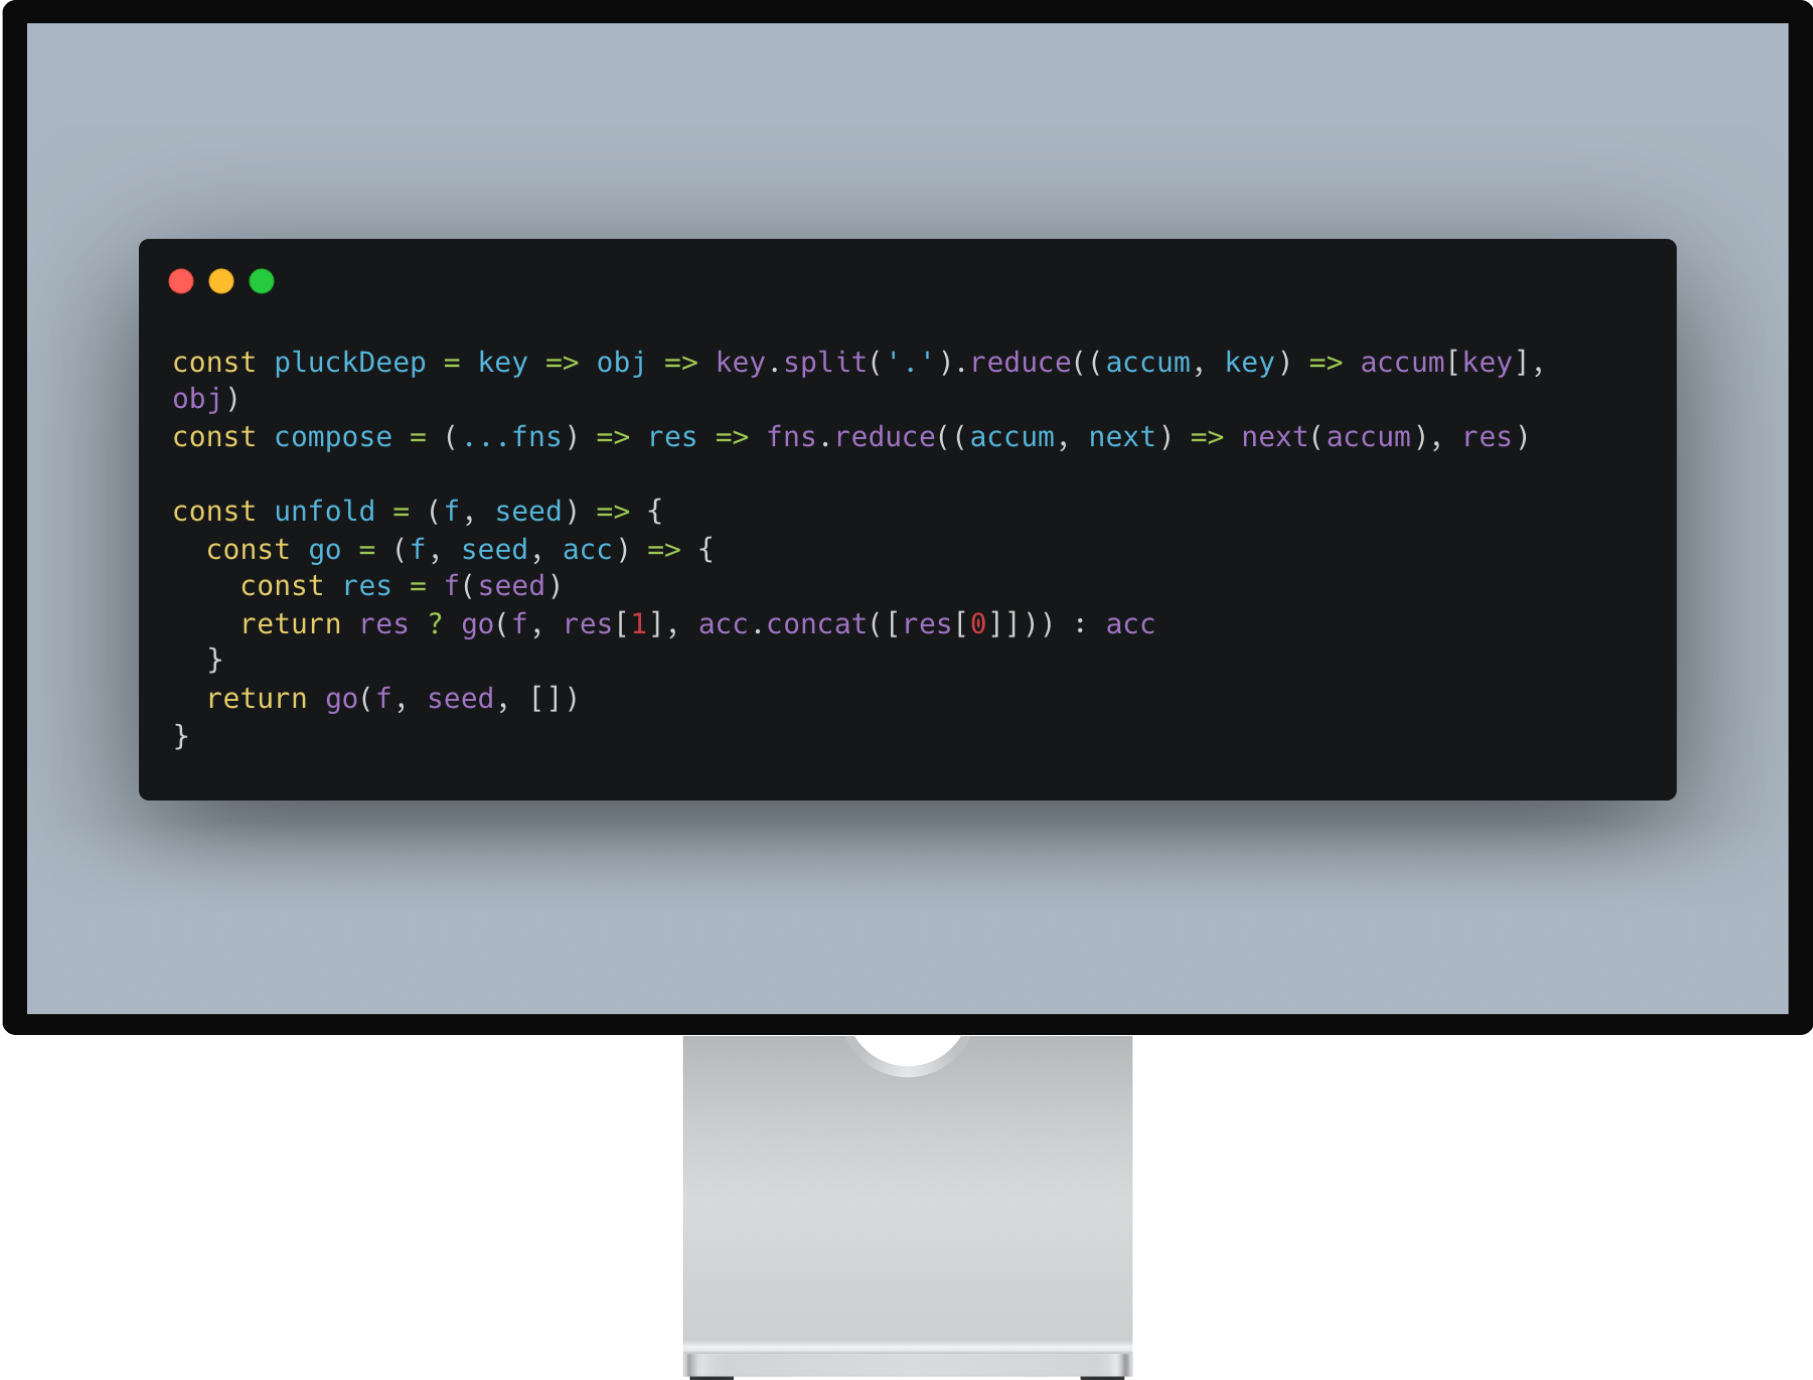 const pluckDeep = key => obj => key.split('.').reduce((accum, key) => accum[key],
obj)
const compose = (...fns) => res => fns.reduce((accum, next) => next(accum), res)

const unfold = (f, seed) => {
  const go = (f, seed, acc) => {
    const res = f(seed)
    return res ? go(f, res[1], acc.concat([res[0]])) : acc
  }
  return go(f, seed, [])
}